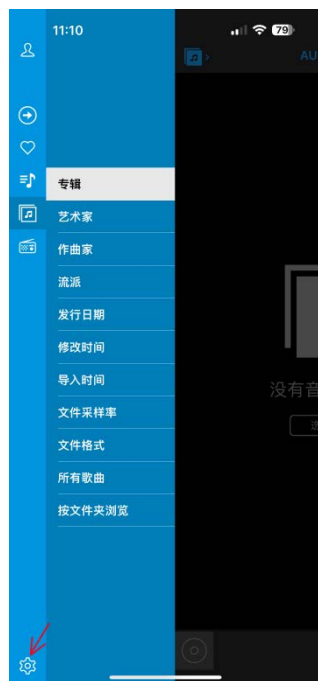 11:10
79
AU
专辑
艺术家
作曲家
流派
发行日期
修改时间
导入时间
没有音
文件采样率
文件格式
所有歌曲
按文件夹浏览